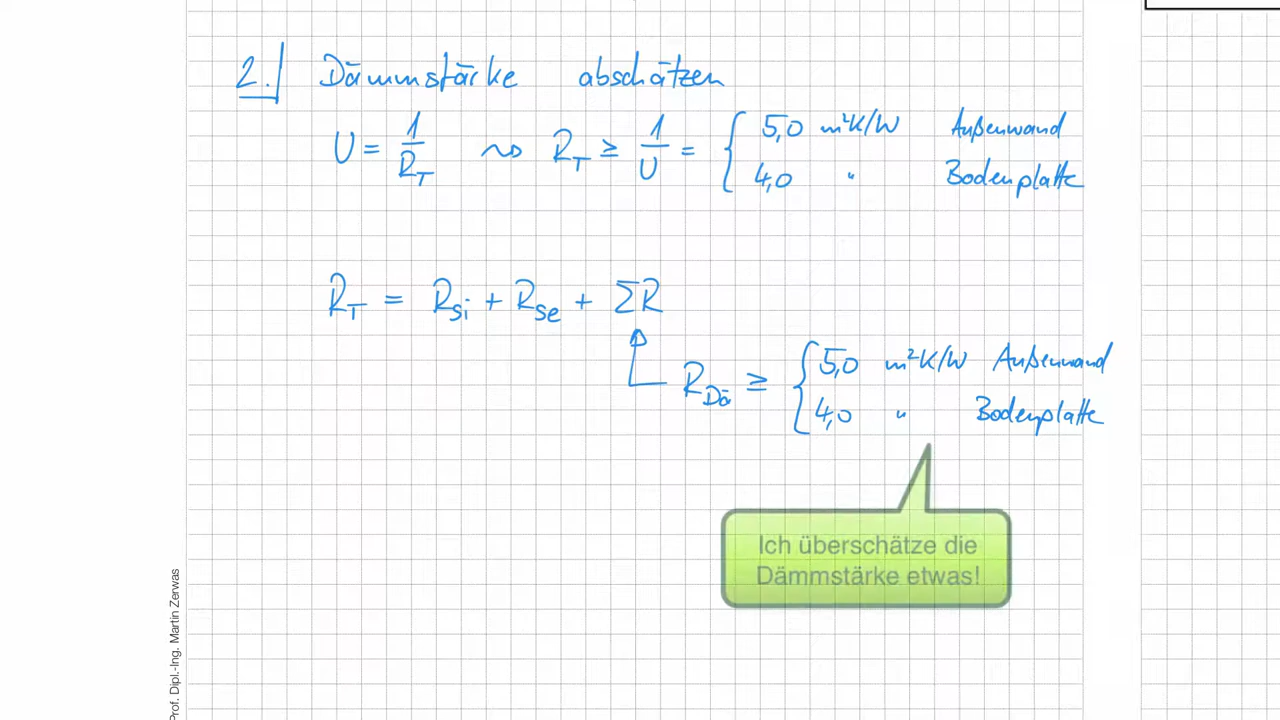 2.) Dämmstärke abschätzen
U = 1/R_T ~> R_T ≥ 1/U = { 5,0 m²K/W Außenwand
4,0 " Bodenplatte
R_T = R_si + R_se + ΣR
R_Dä ≥ { 5,0 m²K/W Außenwand
4,0 " Bodenplatte
Ich überschätze die
Dämmstärke etwas!
Prof. Dipl.-Ing. Martin Zerwas